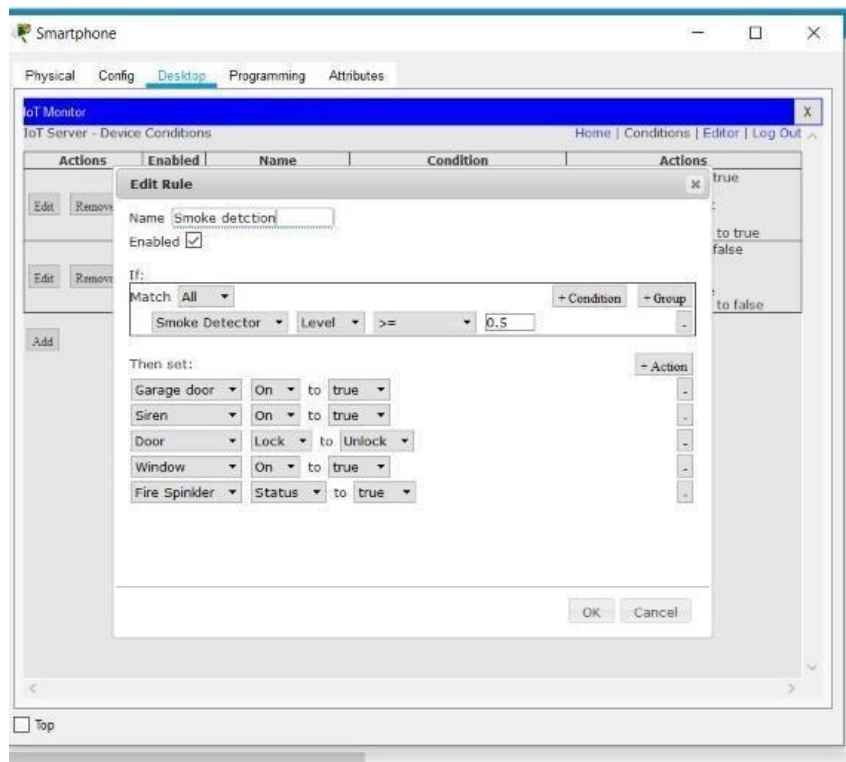 Smartphone
Physical Config Desktop Programming Attributes
IoT Monitor X
IoT Server - Device Conditions Home | Conditions | Editor | Log Out
Actions Enabled Name Condition Actions
Edit Rule
true
Edit Remove
Name Smoke detction
to true
Enabled
false
Edit Remove
If:
Match All + Condition + Group
to false
Smoke Detector Level >= 0.5 -
Add
Then set: + Action
Garage door On to true -
Siren On to true -
Door Lock to Unlock -
Window On to true -
Fire Spinkler Status to true -
OK Cancel
Top